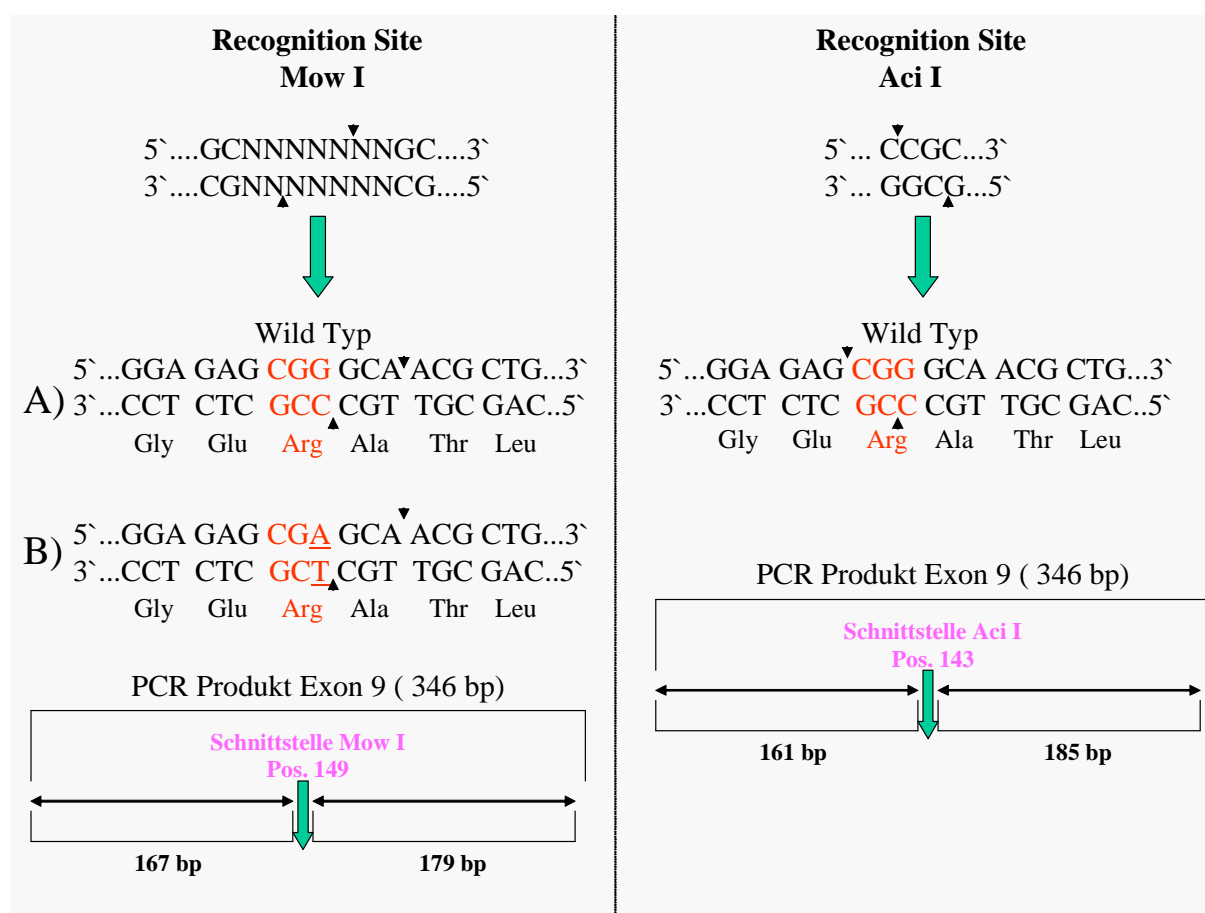 Recognition Site
Mow I
5`....GCNNNNNNNGC....3`
3`....CGNNNNNNNCG....5`
Wild Typ
A)
5`...GGA GAG CGG GCA ACG CTG...3`
3`...CCT CTC GCC CGT TGC GAC..5`
Gly Glu Arg Ala Thr Leu
B)
5`...GGA GAG CGA GCA ACG CTG...3`
3`...CCT CTC GCT CGT TGC GAC..5`
Gly Glu Arg Ala Thr Leu
PCR Produkt Exon 9 ( 346 bp)
Schnittstelle Mow I
Pos. 149
167 bp 179 bp
Recognition Site
Aci I
5`... CCGC...3`
3`... GGCG...5`
Wild Typ
5`...GGA GAG CGG GCA ACG CTG...3`
3`...CCT CTC GCC CGT TGC GAC..5`
Gly Glu Arg Ala Thr Leu
PCR Produkt Exon 9 ( 346 bp)
Schnittstelle Aci I
Pos. 143
161 bp 185 bp